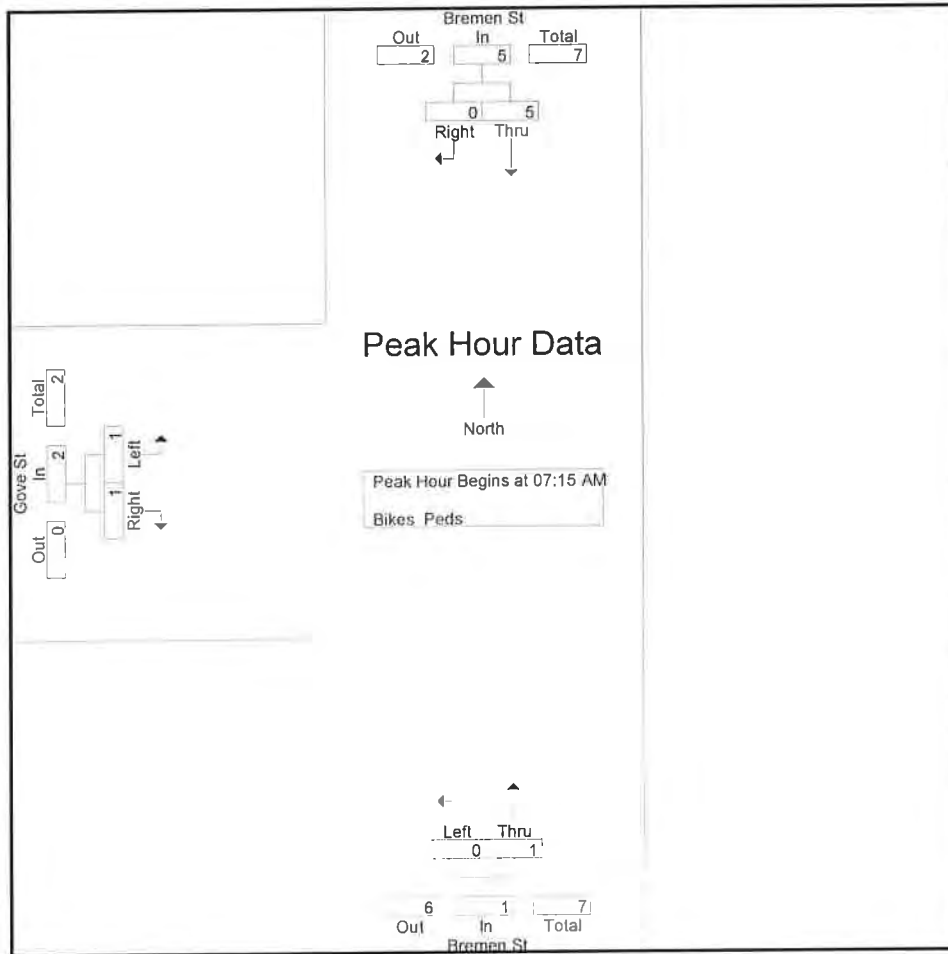 Bremen St
Out In Total
2 5 7
0 5
Right Thru
Peak Hour Data
North
Peak Hour Begins at 07:15 AM
Bikes Peds
Gove St
Out In Total
0 2 2
1 1
Right Left
Left Thru
0 1
6 1 7
Out In Total
Bremen St